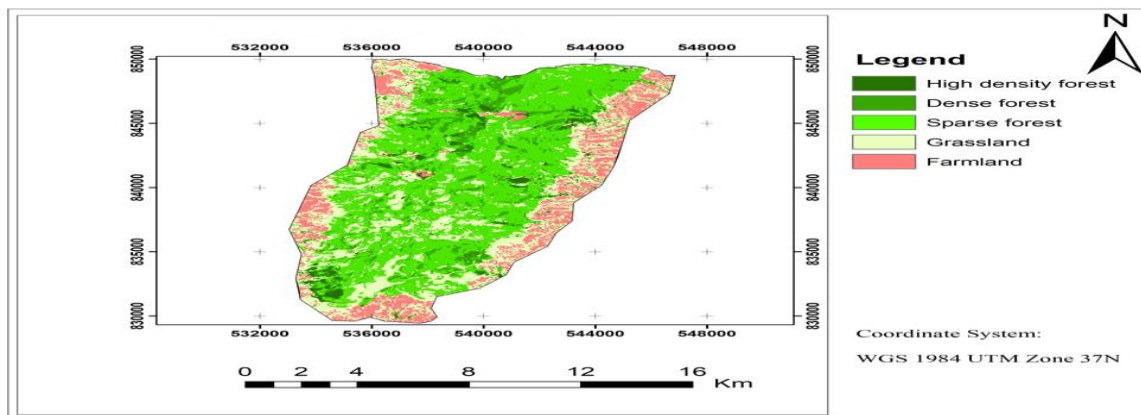 N
532000 536000 540000 544000 548000
850000
845000
840000
835000
830000
850000
845000
840000
835000
830000
532000 536000 540000 544000 548000
0 2 4 8 12 16
Km
Legend
High density forest
Dense forest
Sparse forest
Grassland
Farmland
Coordinate System:
WGS 1984 UTM Zone 37N